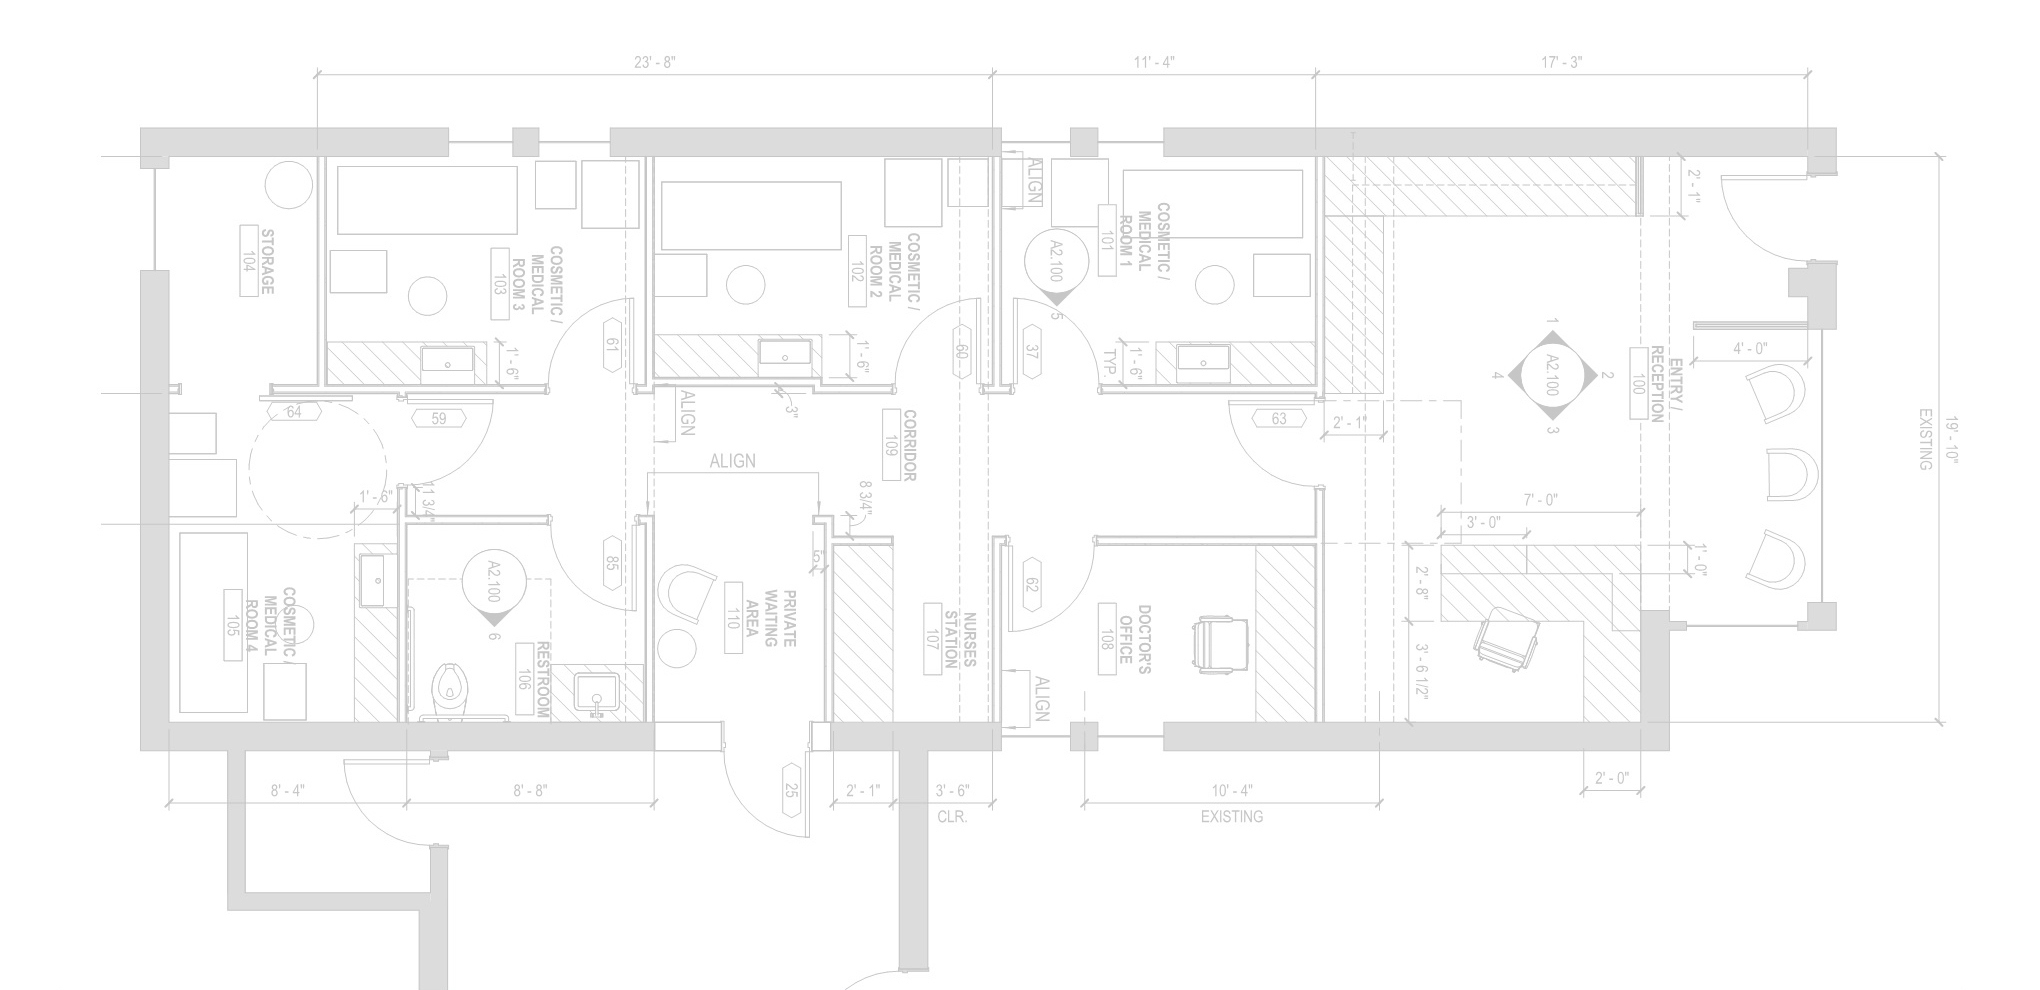 23' - 8"
11' - 4"
17' - 3"
STORAGE
104
COSMETIC /
MEDICAL
ROOM 3
103
COSMETIC /
MEDICAL
ROOM 2
102
ALIGN
COSMETIC /
MEDICAL
ROOM 1
101
A2.100
5
2' - 1"
61
60
37
1' - 6"
1' - 6"
1' - 6"
TYP.
1
A2.100
2
3
4
ENTRY /
RECEPTION
100
4' - 0"
19' - 10"
EXISTING
64
59
ALIGN
3"
CORRIDOR
109
63
2' - 1"
ALIGN
1' - 6"
11 3/4"
8 3/4"
7' - 0"
3' - 0"
85
5"
62
2' - 8"
1' - 0"
A2.100
6
COSMETIC /
MEDICAL
ROOM 4
105
RESTROOM
106
PRIVATE
WAITING
AREA
110
NURSES
STATION
107
DOCTOR'S
OFFICE
108
3' - 6 1/2"
ALIGN
8' - 4"
8' - 8"
25
2' - 1"
3' - 6"
CLR.
10' - 4"
EXISTING
2' - 0"